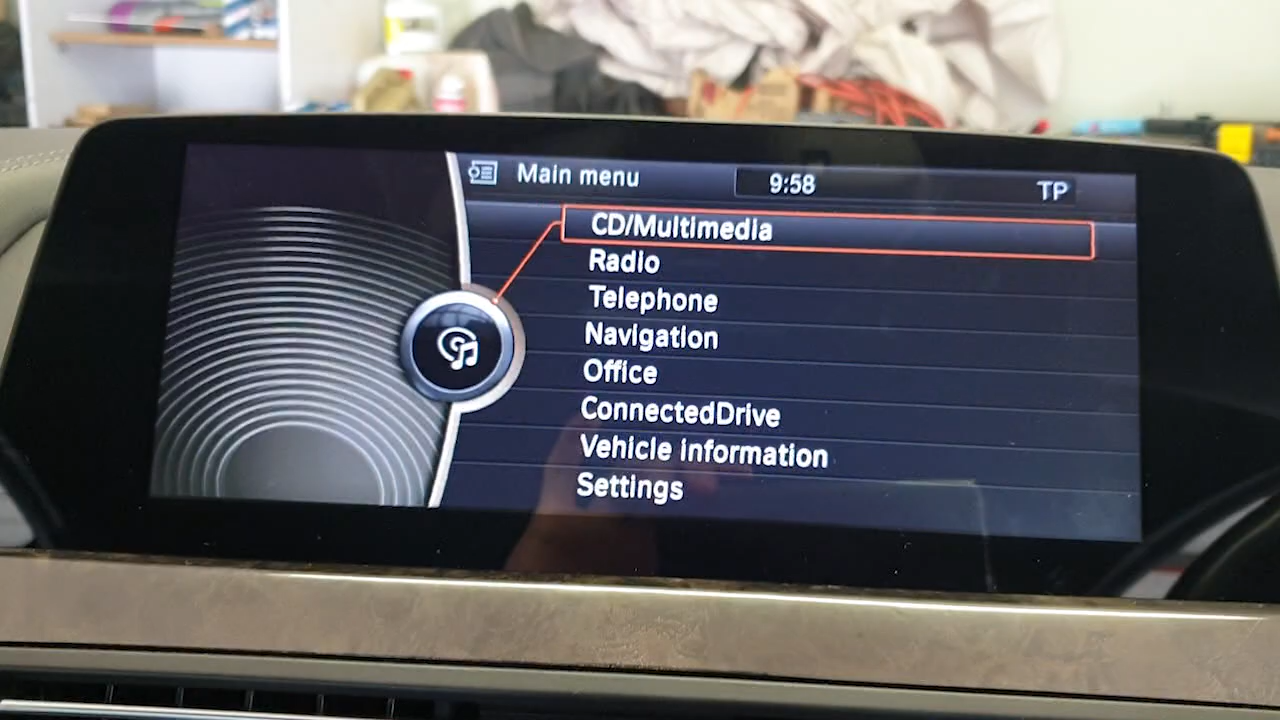 Main menu
9:58
TP
CD/Multimedia
Radio
Telephone
Navigation
Office
ConnectedDrive
Vehicle information
Settings